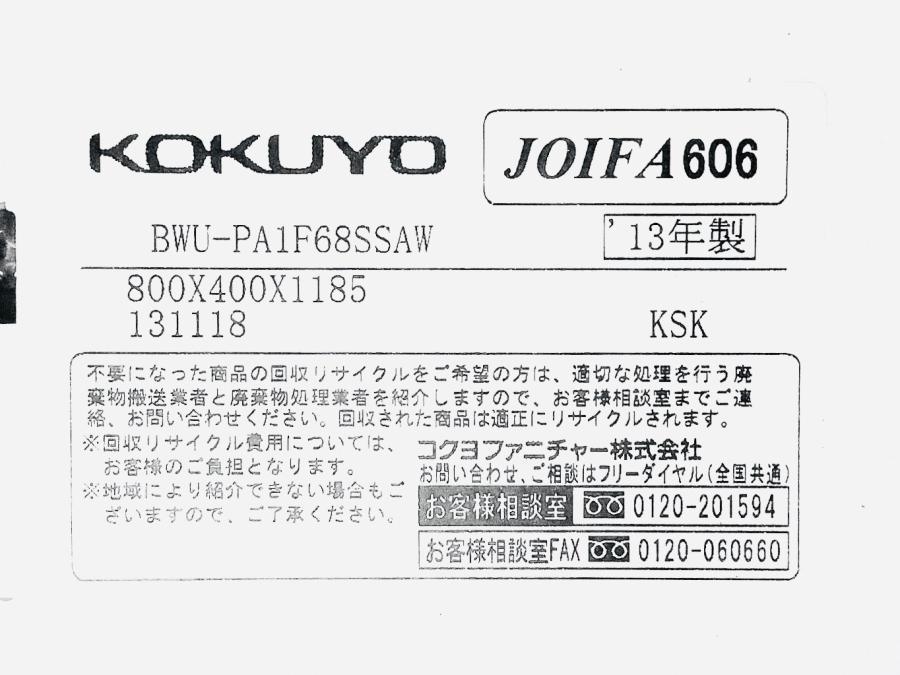 KOKUYO
JOIFA606
BWU-PA1F68SSAW
'13年製
800X400X1185
131118
KSK
不要になった商品の回収リサイクルをご希望の方は、適切な処理を行う廃
棄物搬送業者と廃棄物処理業者を紹介しますので、お客様相談室までご連
絡、お問い合わせください。回収された商品は適正にリサイクルされます。
※回収リサイクル費用については、
お客様のご負担となります。
※地域により紹介できない場合もご
ざいますので、ご了承ください。
コクヨファニチャー株式会社
お問い合わせ、ご相談はフリーダイヤル(全国共通)
お客様相談室 0120-201594
お客様相談室FAX 0120-060660